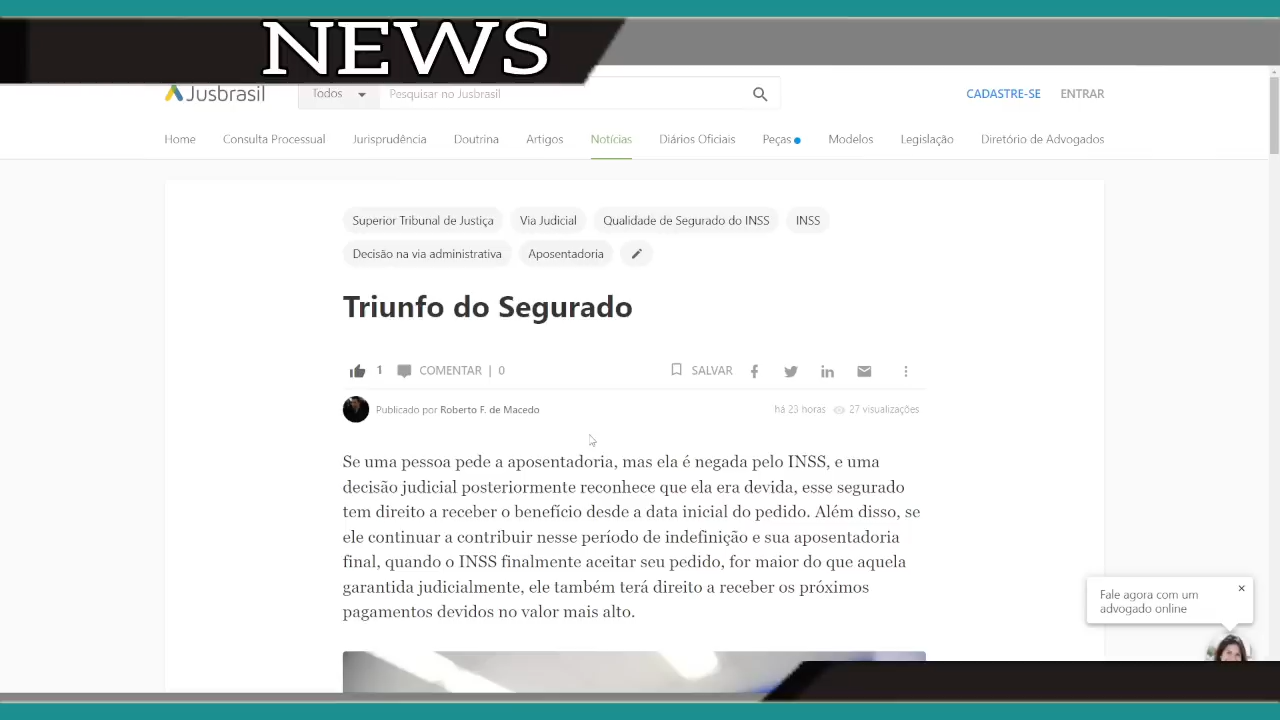 NEWS
Jusbrasil Todos Pesquisar no Jusbrasil CADASTRE-SE ENTRAR
Home Consulta Processual Jurisprudência Doutrina Artigos Notícias Diários Oficiais Peças Modelos Legislação Diretório de Advogados
Superior Tribunal de Justiça Via Judicial Qualidade de Segurado do INSS INSS
Decisão na via administrativa Aposentadoria
Triunfo do Segurado
1 COMENTAR | 0 SALVAR
Publicado por Roberto F. de Macedo há 23 horas 27 visualizações
Se uma pessoa pede a aposentadoria, mas ela é negada pelo INSS, e uma
decisão judicial posteriormente reconhece que ela era devida, esse segurado
tem direito a receber o benefício desde a data inicial do pedido. Além disso, se
ele continuar a contribuir nesse período de indefinição e sua aposentadoria
final, quando o INSS finalmente aceitar seu pedido, for maior do que aquela
garantida judicialmente, ele também terá direito a receber os próximos
pagamentos devidos no valor mais alto.
Fale agora com um
advogado online